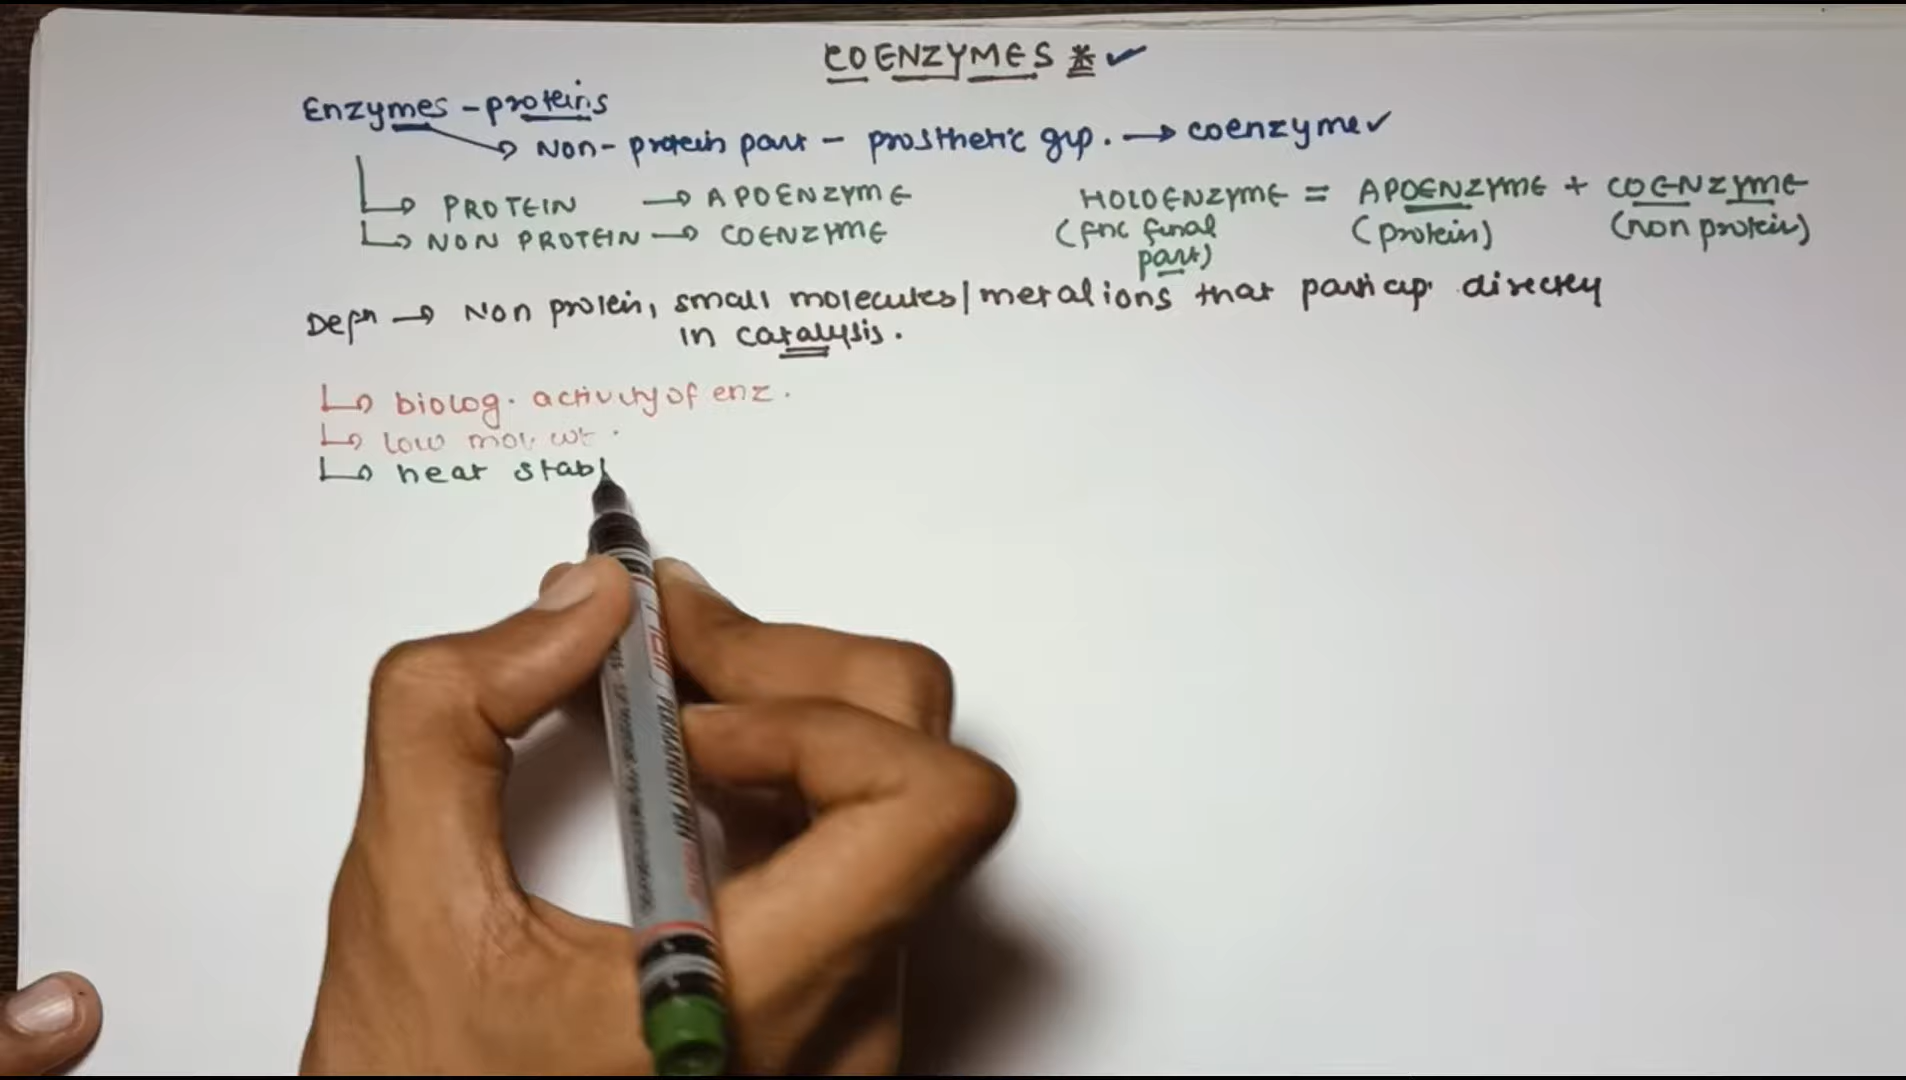 COENZYMES *✓
Enzymes - proteins
→ Non-protein part - prosthetic grp. → coenzyme✓
↳ PROTEIN → APOENZYME
↳ NON PROTEIN → COENZYME
HOLOENZYME = APOENZYME + COENZYME
(fnc final part) (protein) (non protein)
Defn → Non protein, small molecules/metal ions that particip. directly
in catalysis.
↳ biolog. activity of enz.
↳ low mol. wt.
↳ heat stabl
PERMANENT PEN